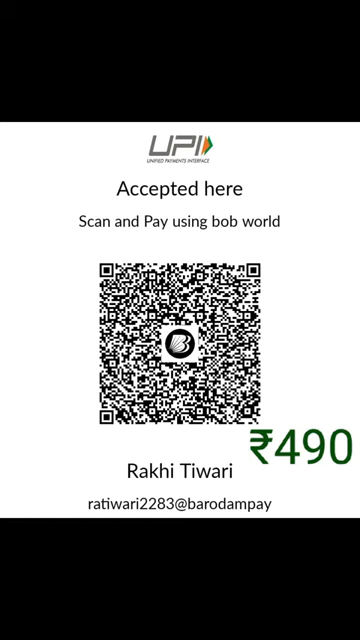 UPI
UNIFIED PAYMENTS INTERFACE
Accepted here
Scan and Pay using bob world
₹490
Rakhi Tiwari
ratiwari2283@barodampay